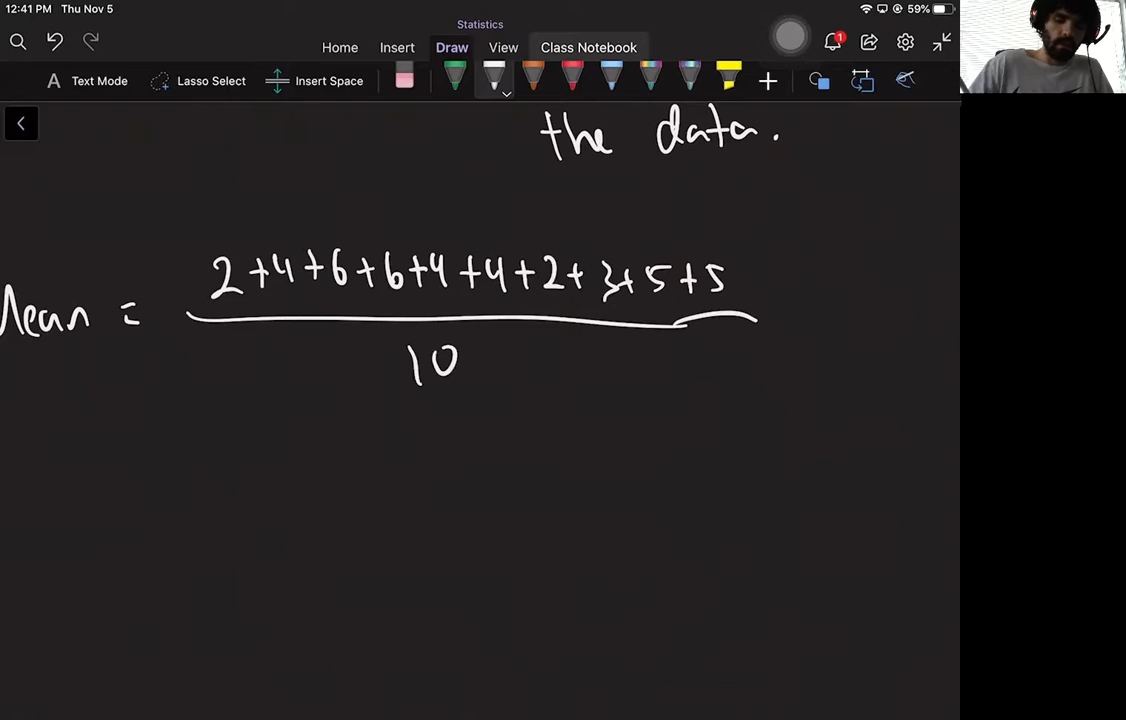 12:41 PM Thu Nov 5
59%
Statistics
Home Insert Draw View Class Notebook
1
A Text Mode Lasso Select Insert Space
the data.
2+4+6+6+4+4+2+3+5+5
Mean =
10